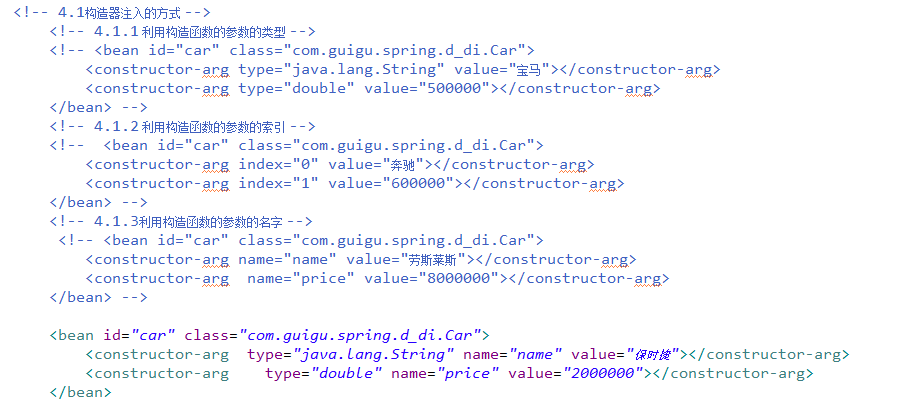 <!-- 4.1构造器注入的方式 -->
<!-- 4.1.1利用构造函数的参数的类型 -->
<!-- <bean id="car" class="com.guigu.spring.d_di.Car">
<constructor-arg type="java.lang.String" value="宝马"></constructor-arg>
<constructor-arg type="double" value="500000"></constructor-arg>
</bean> -->
<!-- 4.1.2利用构造函数的参数的索引 -->
<!-- <bean id="car" class="com.guigu.spring.d_di.Car">
<constructor-arg index="0" value="奔驰"></constructor-arg>
<constructor-arg index="1" value="600000"></constructor-arg>
</bean> -->
<!-- 4.1.3利用构造函数的参数的名字 -->
<!-- <bean id="car" class="com.guigu.spring.d_di.Car">
<constructor-arg name="name" value="劳斯莱斯"></constructor-arg>
<constructor-arg name="price" value="8000000"></constructor-arg>
</bean> -->
<bean id="car" class="com.guigu.spring.d_di.Car">
<constructor-arg type="java.lang.String" name="name" value="保时捷"></constructor-arg>
<constructor-arg type="double" name="price" value="2000000"></constructor-arg>
</bean>